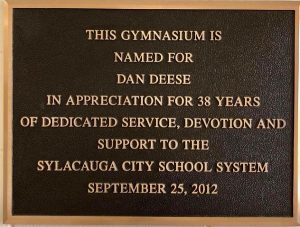 THIS GYMNASIUM IS
NAMED FOR
DAN DEESE
IN APPRECIATION FOR 38 YEARS
OF DEDICATED SERVICE, DEVOTION AND
SUPPORT TO THE
SYLACAUGA CITY SCHOOL SYSTEM
SEPTEMBER 25, 2012